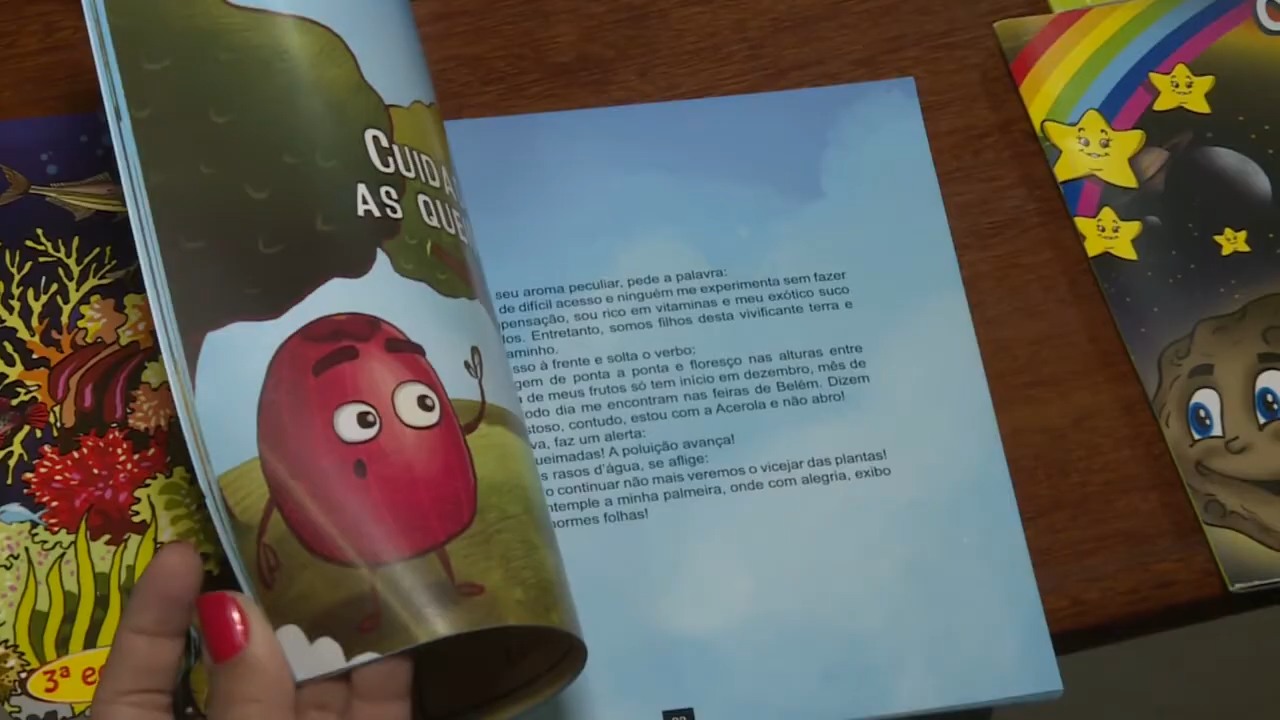 CUIDA
AS QUE
seu aroma peculiar, pede a palavra:
de difícil acesso e ninguém me experimenta sem fazer
pensação, sou rico em vitaminas e meu exótico suco
los. Entretanto, somos filhos desta vivificante terra e
aminho.
sso à frente e solta o verbo:
gem de ponta a ponta e floresço nas alturas entre
de meus frutos só tem início em dezembro, mês de
odo dia me encontram nas feiras de Belém. Dizem
stoso, contudo, estou com a Acerola e não abro!
va, faz um alerta:
ueimadas! A poluição avança!
s rasos d'água, se aflige:
o continuar não mais veremos o vicejar das plantas!
ntemple a minha palmeira, onde com alegria, exibo
normes folhas!
3ª e